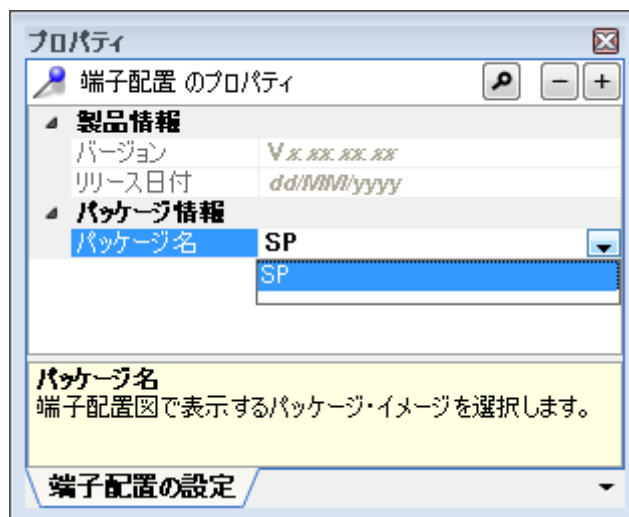 プロパティ
端子配置 のプロパティ
製品情報
バージョン V x.xx.xx.xx
リリース日付 dd/MM/yyyy
パッケージ情報
パッケージ名 SP
SP
パッケージ名
端子配置図で表示するパッケージ・イメージを選択します。
端子配置の設定